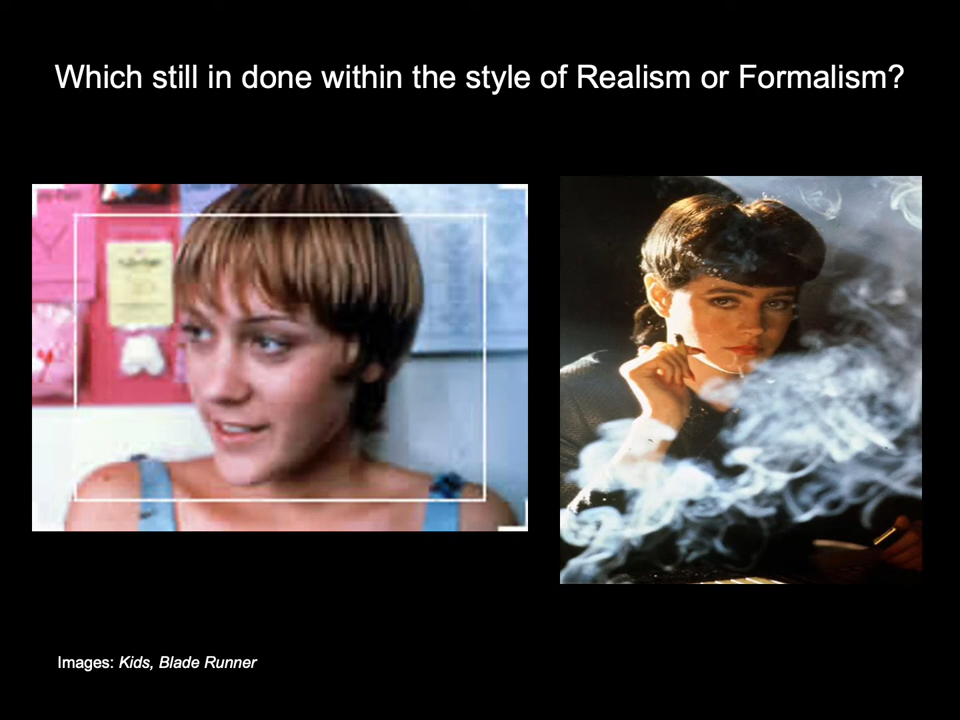 Which still in done within the style of Realism or Formalism?
Images: Kids, Blade Runner